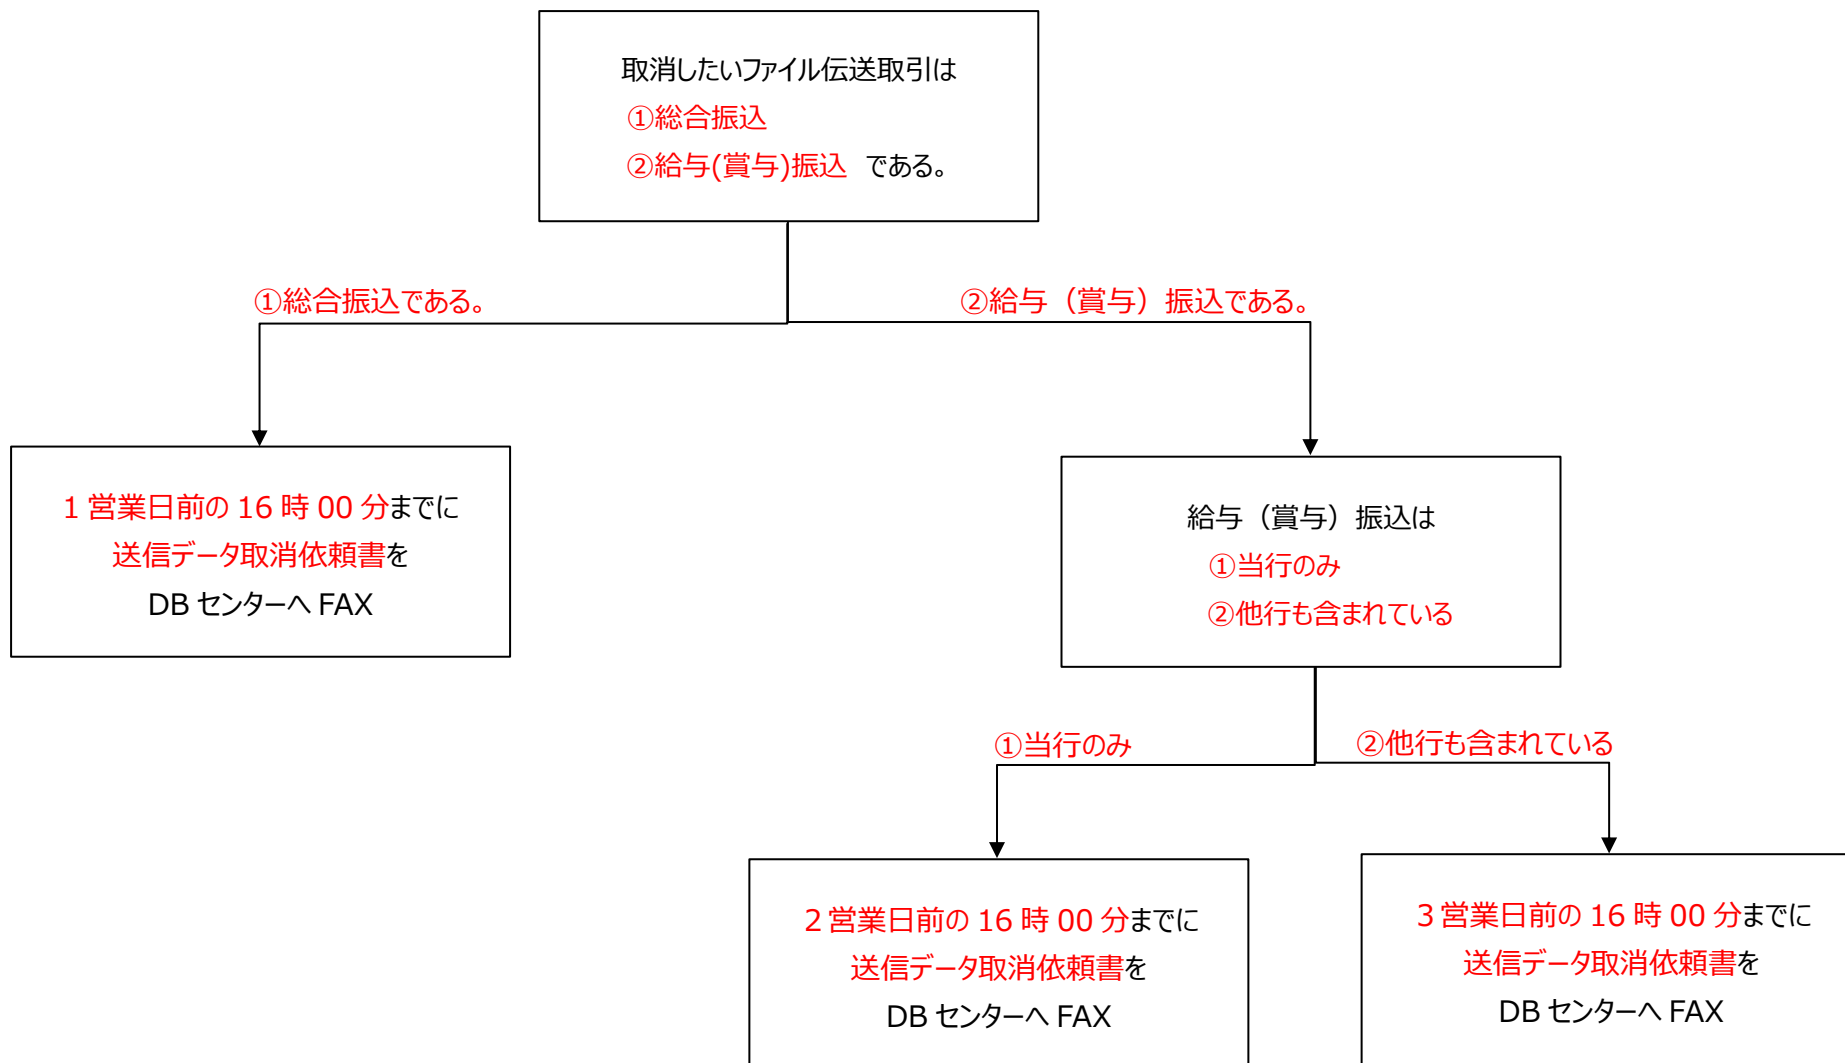 取消したいファイル伝送取引は
①総合振込
②給与(賞与)振込 である。
①総合振込である。
②給与（賞与）振込である。
1 営業日前の 16 時 00 分までに
送信データ取消依頼書を
DB センターへ FAX
給与（賞与）振込は
①当行のみ
②他行も含まれている
①当行のみ
②他行も含まれている
2 営業日前の 16 時 00 分までに
送信データ取消依頼書を
DB センターへ FAX
3 営業日前の 16 時 00 分までに
送信データ取消依頼書を
DB センターへ FAX